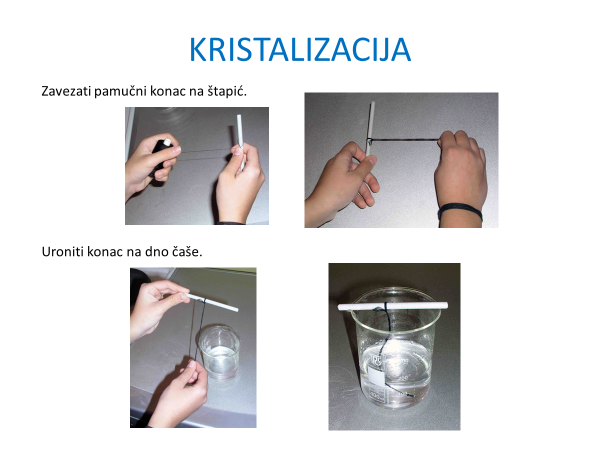 KRISTALIZACIJA
Zavezati pamučni konac na štapić.
Uroniti konac na dno čaše.